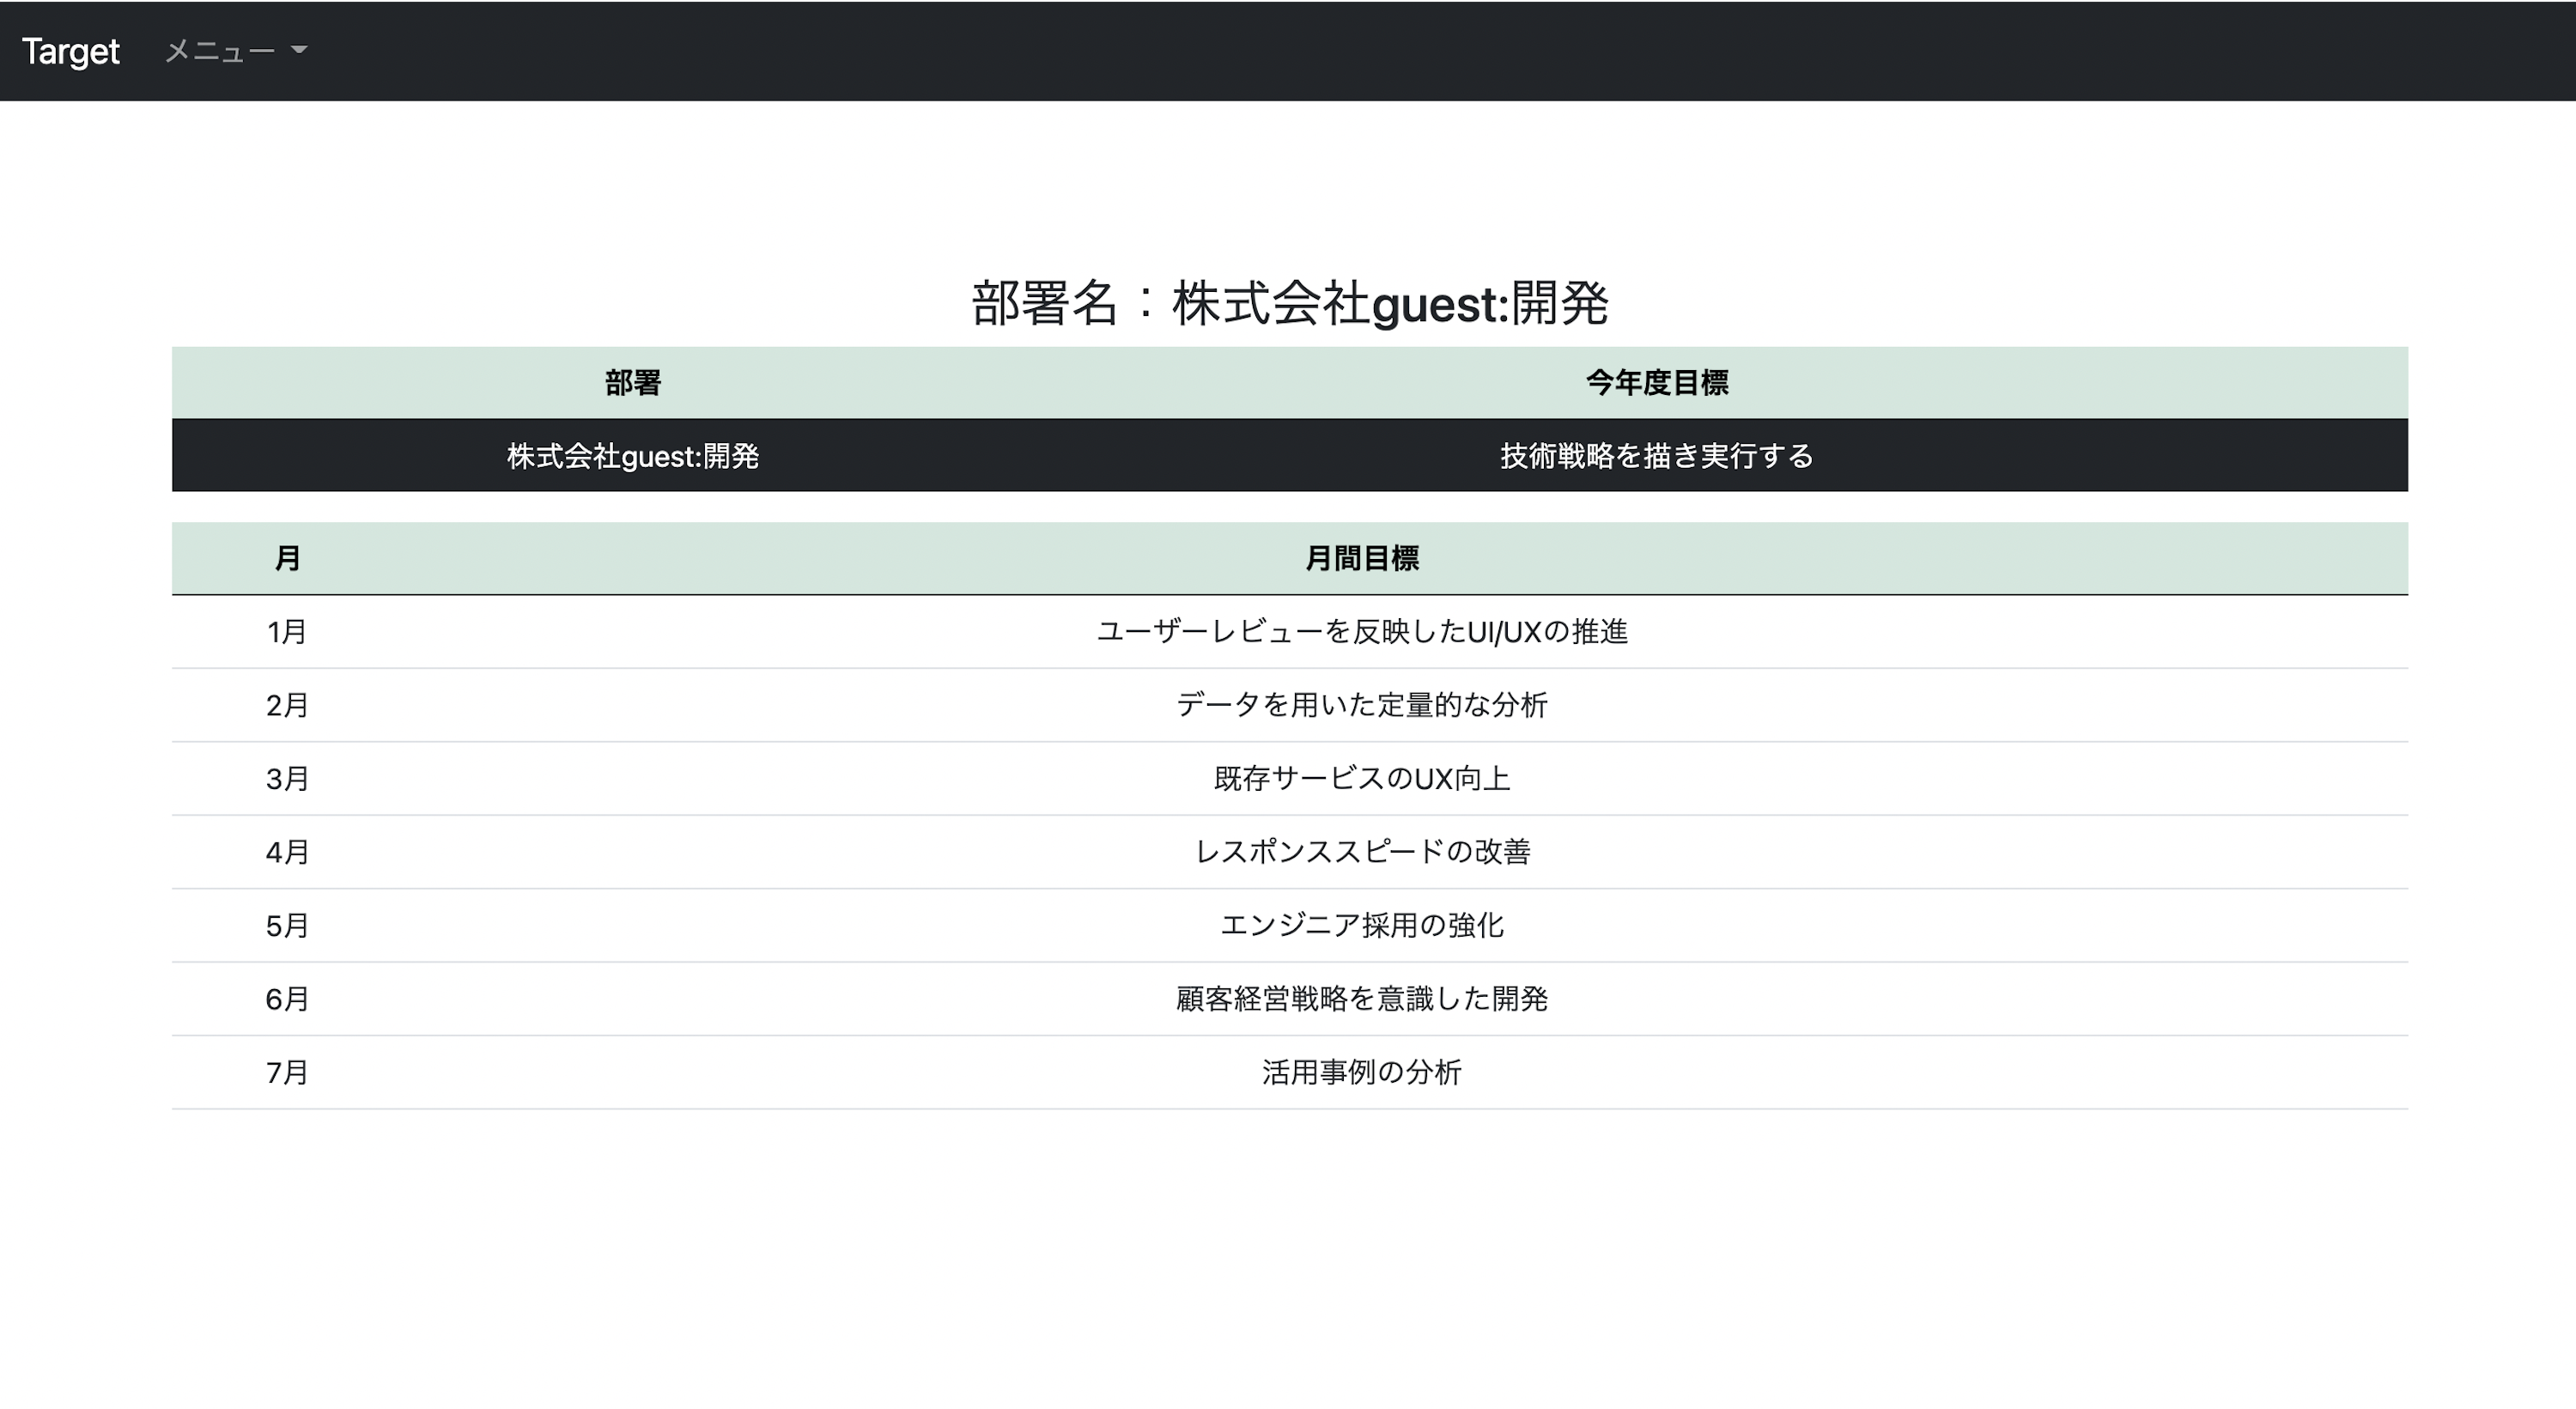 Target メニュー
部署名：株式会社guest:開発
部署 今年度目標
株式会社guest:開発 技術戦略を描き実行する
月 月間目標
1月 ユーザーレビューを反映したUI/UXの推進
2月 データを用いた定量的な分析
3月 既存サービスのUX向上
4月 レスポンススピードの改善
5月 エンジニア採用の強化
6月 顧客経営戦略を意識した開発
7月 活用事例の分析